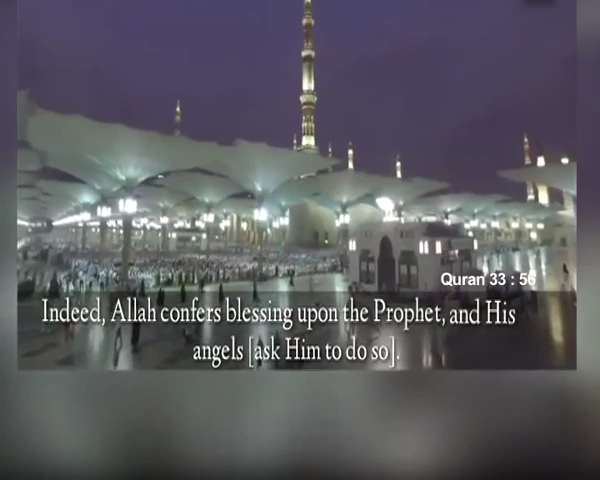 Quran 33 : 56
Indeed, Allah confers blessing upon the Prophet, and His
angels [ask Him to do so].